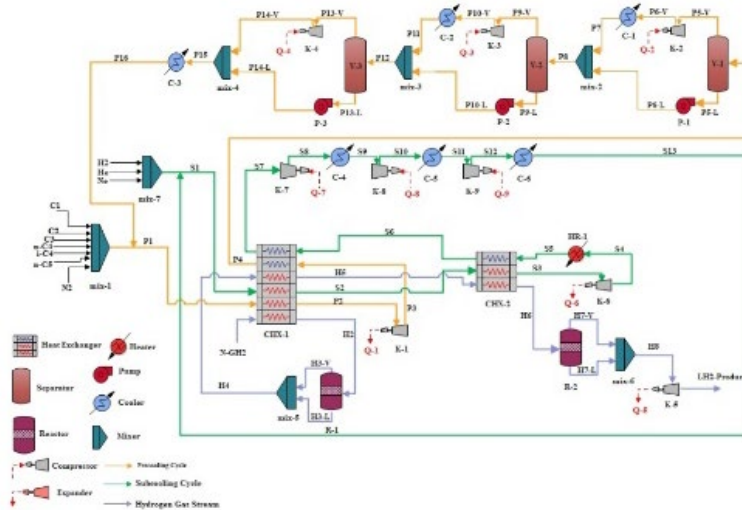 P16
P15
P14-V
P13-V
K-4
Q-4
V-3
C-3
mix-4
P14-L
P-3
P13-L
P12
P11
C-2
P10-V
P9-V
K-3
Q-3
V-2
mix-3
P10-L
P-2
P9-L
P8
P7
C-1
P6-V
P5-V
K-2
Q-2
V-1
mix-2
P6-L
P-1
P5-L
H2
He
Ne
mix-7
S1
S7
S8
K-7
Q-7
C-4
S9
K-8
Q-8
S10
C-5
S11
K-9
Q-9
S12
C-6
S13
C1
C2
C3
n-C4
i-C4
n-C5
N2
mix-1
P1
P4
S6
H5
S2
P2
P3
CHX-1
N-GH2
H2
K-1
Q-1
CHX-2
S5
HR-1
S4
S3
K-6
Q-6
H6
H7-V
H7-L
R-2
mix-6
H8
K-5
Q-5
LH2-Product
H4
mix-5
H3-V
H3-L
R-1
Heat Exchanger
Heater
Separator
Pump
Cooler
Reactor
Mixer
Compressor
Precooling Cycle
Expander
Subcooling Cycle
Hydrogen Gas Stream